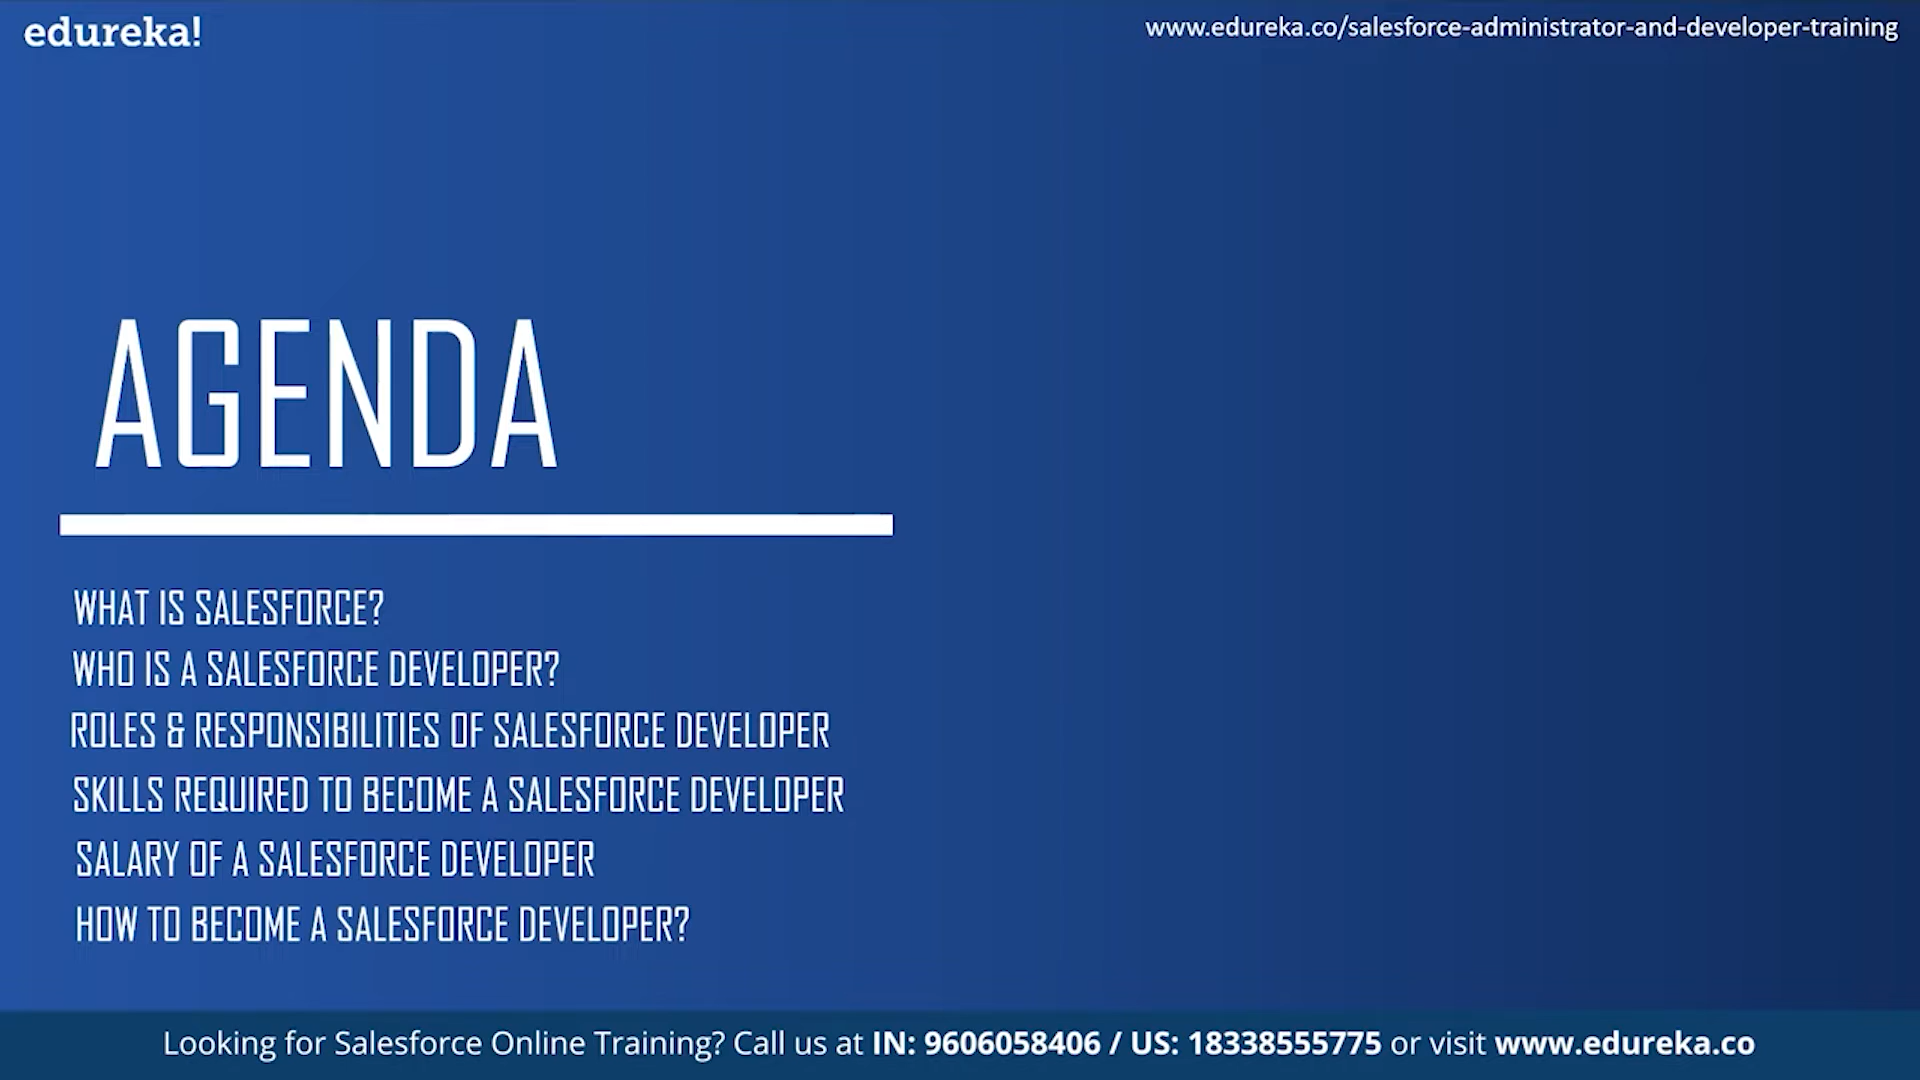 edureka!
www.edureka.co/salesforce-administrator-and-developer-training
AGENDA
WHAT IS SALESFORCE?
WHO IS A SALESFORCE DEVELOPER?
ROLES & RESPONSIBILITIES OF SALESFORCE DEVELOPER
SKILLS REQUIRED TO BECOME A SALESFORCE DEVELOPER
SALARY OF A SALESFORCE DEVELOPER
HOW TO BECOME A SALESFORCE DEVELOPER?
Looking for Salesforce Online Training? Call us at IN: 9606058406 / US: 18338555775 or visit www.edureka.co